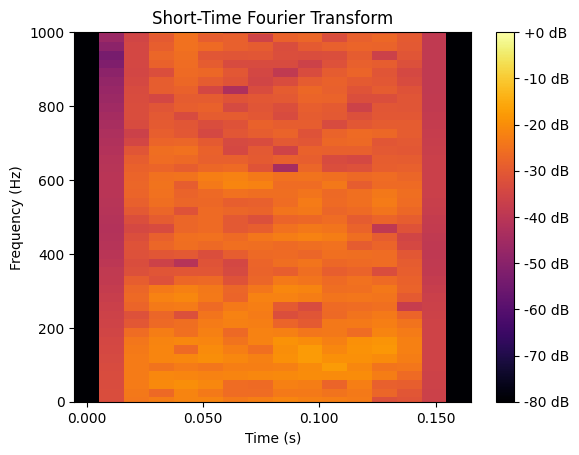 Short-Time Fourier Transform
1000
800
600
400
200
0
Frequency (Hz)
0.000
0.050
0.100
0.150
Time (s)
+0 dB
-10 dB
-20 dB
-30 dB
-40 dB
-50 dB
-60 dB
-70 dB
-80 dB